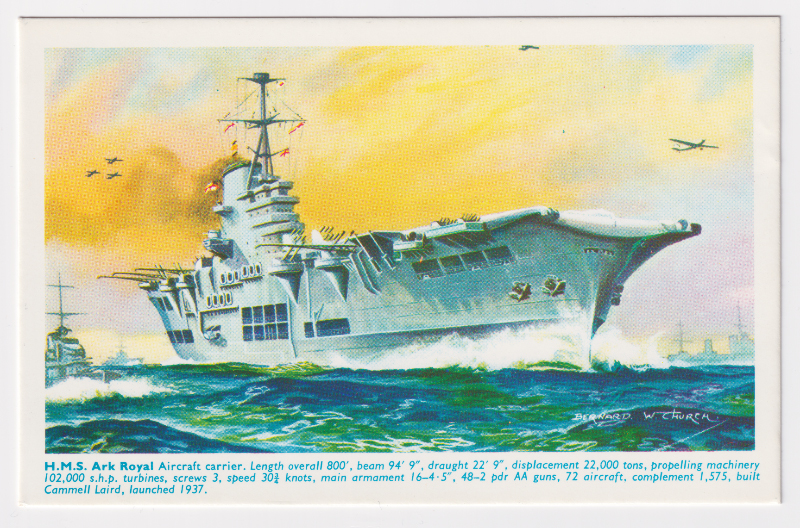 BERNARD. W CHURCH.
H.M.S. Ark Royal Aircraft carrier. Length overall 800′, beam 94′ 9″, draught 22′ 9″, displacement 22,000 tons, propelling machinery
102,000 s.h.p. turbines, screws 3, speed 30¾ knots, main armament 16–4·5″, 48–2 pdr AA guns, 72 aircraft, complement 1,575, built
Cammell Laird, launched 1937.